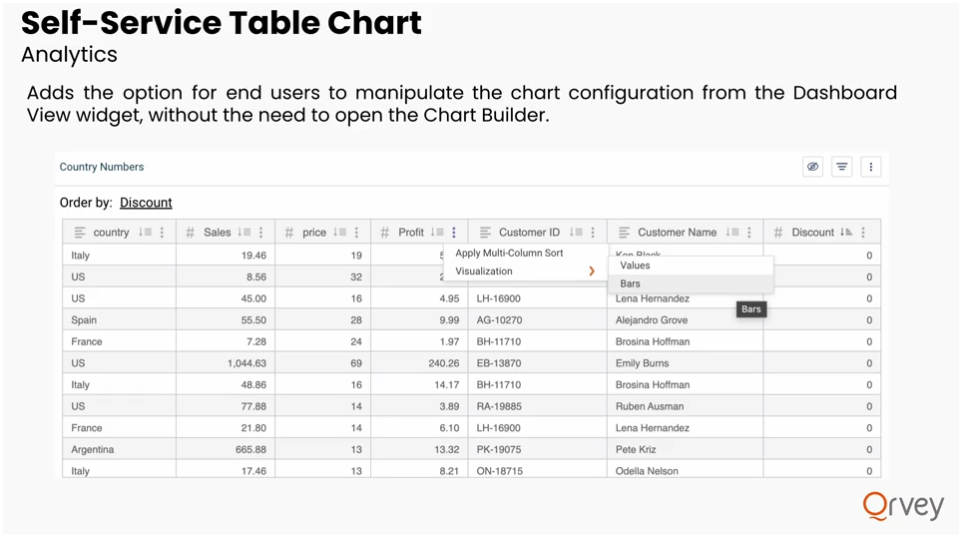 Self-Service Table Chart
Analytics
Adds the option for end users to manipulate the chart configuration from the Dashboard
View widget, without the need to open the Chart Builder.
Country Numbers
Order by: Discount
country # Sales # price # Profit Customer ID Customer Name # Discount
Apply Multi-Column Sort
Visualization
Values
Bars
Bars
Italy 19.46 19 0
US 8.56 32 0
US 45.00 16 4.95 LH-16900 Lena Hernandez 0
Spain 55.50 28 9.99 AG-10270 Alejandro Grove 0
France 7.28 24 1.97 BH-11710 Brosina Hoffman 0
US 1,044.63 69 240.26 EB-13870 Emily Burns 0
Italy 48.86 16 14.17 BH-11710 Brosina Hoffman 0
US 77.88 14 3.89 RA-19885 Ruben Ausman 0
France 21.80 14 6.10 LH-16900 Lena Hernandez 0
Argentina 665.88 13 13.32 PK-19075 Pete Kriz 0
Italy 17.46 13 8.21 ON-18715 Odella Nelson 0
Qrvey